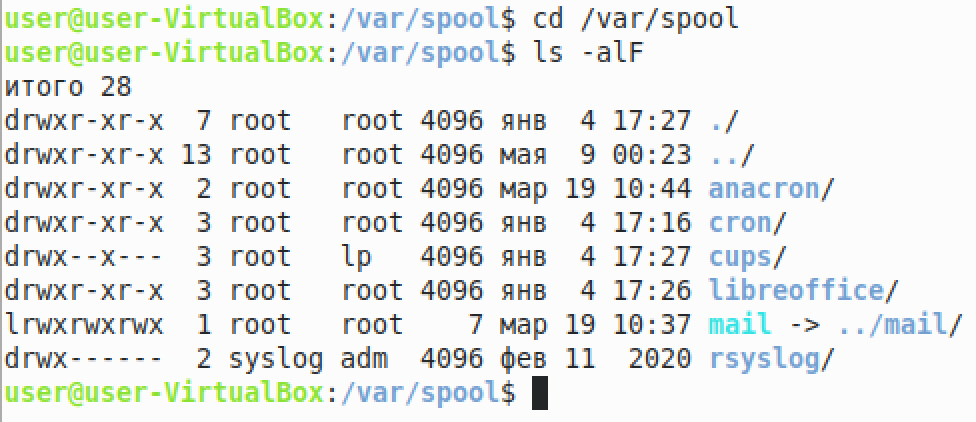 user@user-VirtualBox:/var/spool$ cd /var/spool
user@user-VirtualBox:/var/spool$ ls -alF
итого 28
drwxr-xr-x  7 root   root 4096 янв  4 17:27 ./
drwxr-xr-x 13 root   root 4096 мая  9 00:23 ../
drwxr-xr-x  2 root   root 4096 мар 19 10:44 anacron/
drwxr-xr-x  3 root   root 4096 янв  4 17:16 cron/
drwx--x---  3 root   lp   4096 янв  4 17:27 cups/
drwxr-xr-x  3 root   root 4096 янв  4 17:26 libreoffice/
lrwxrwxrwx  1 root   root    7 мар 19 10:37 mail -> ../mail/
drwx------  2 syslog adm  4096 фев 11  2020 rsyslog/
user@user-VirtualBox:/var/spool$